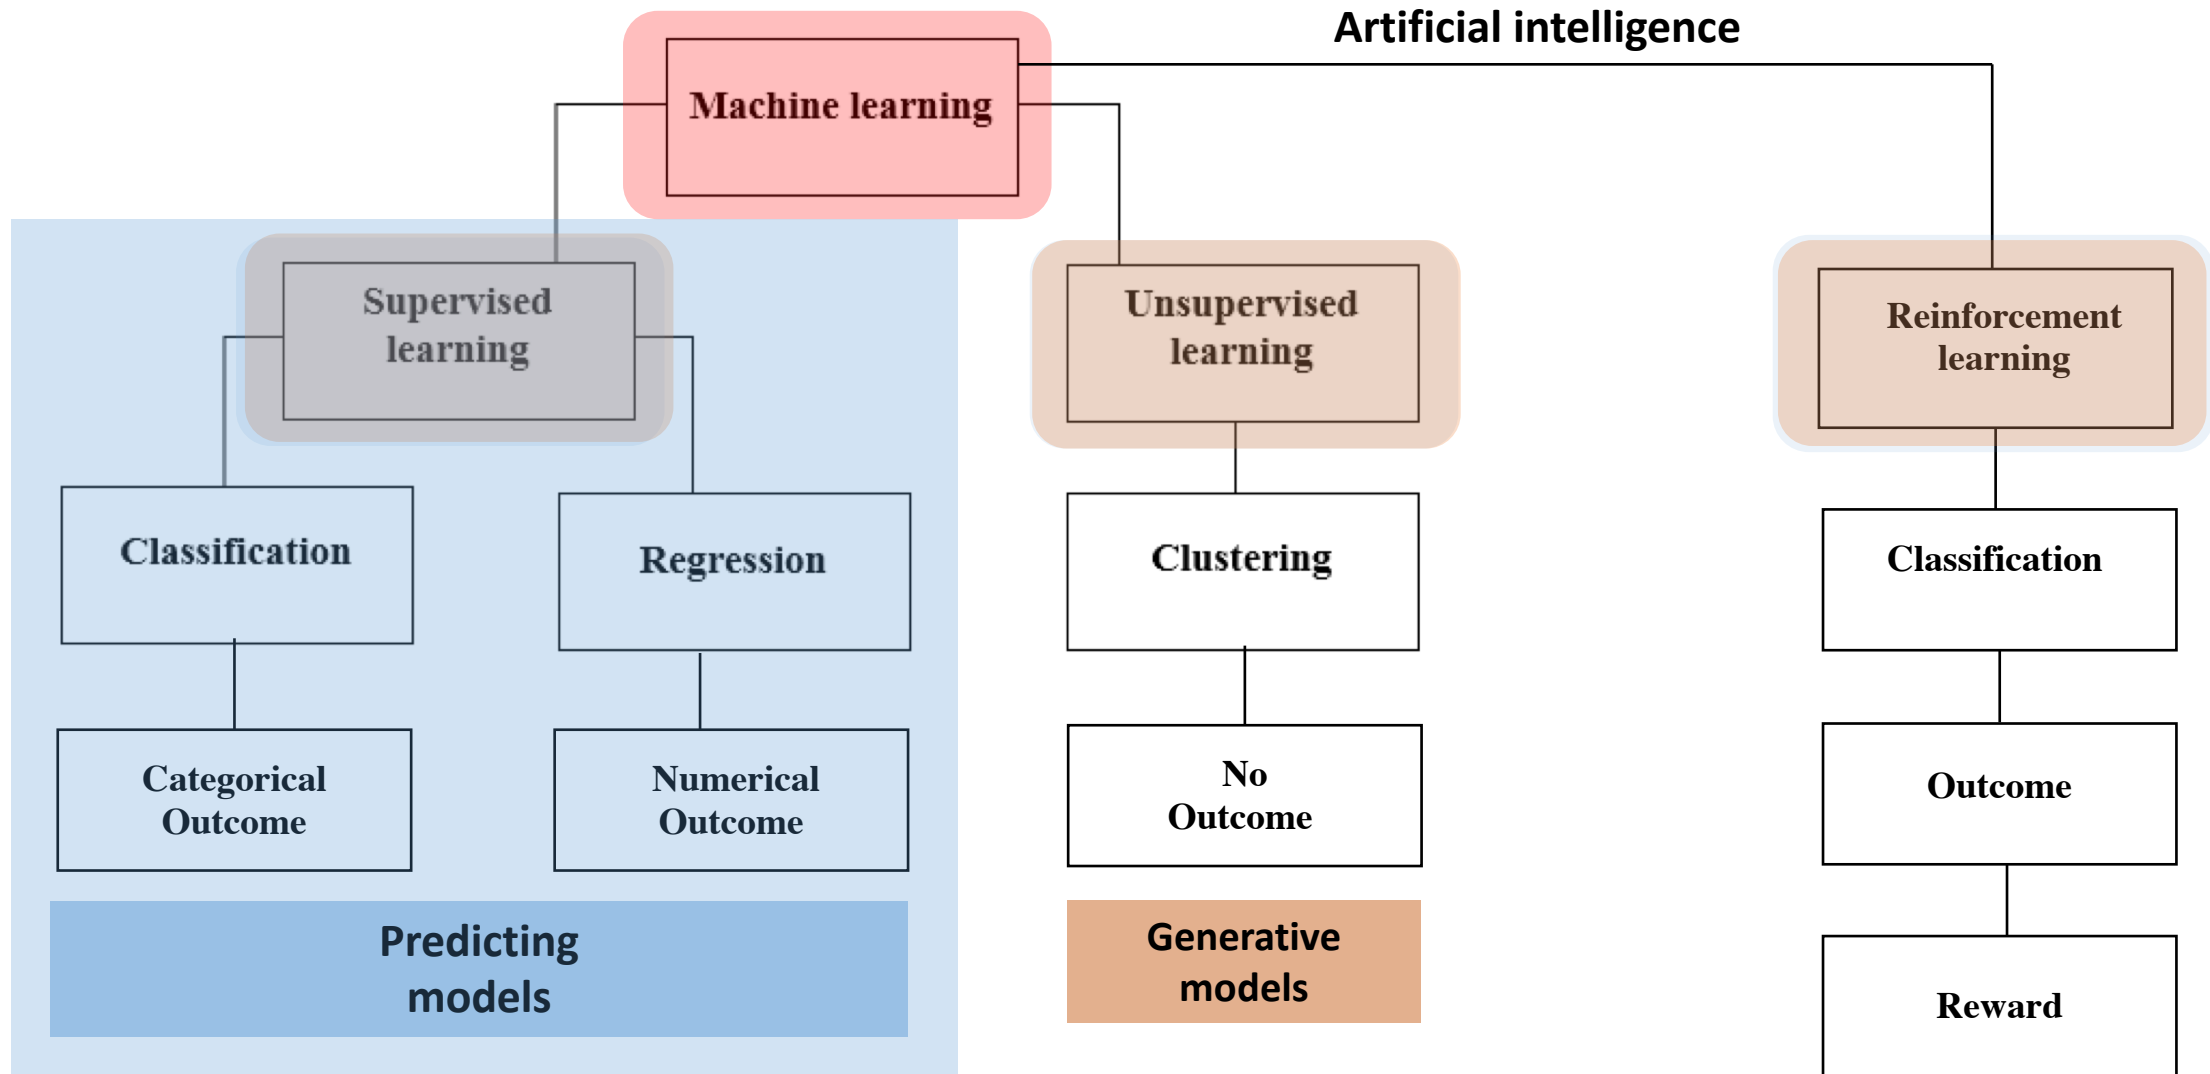 Artificial intelligence
Machine learning
Supervised
learning
Unsupervised
learning
Reinforcement
learning
Classification
Regression
Clustering
Classification
Categorical
Outcome
Numerical
Outcome
No
Outcome
Outcome
Predicting
models
Generative
models
Reward